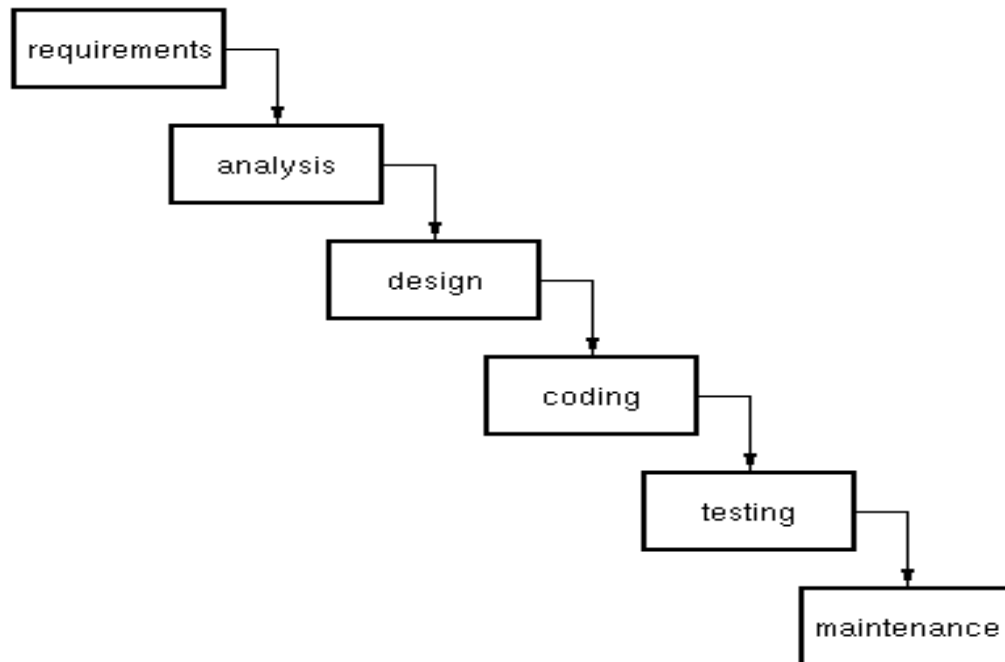 requirements
analysis
design
coding
testing
maintenance